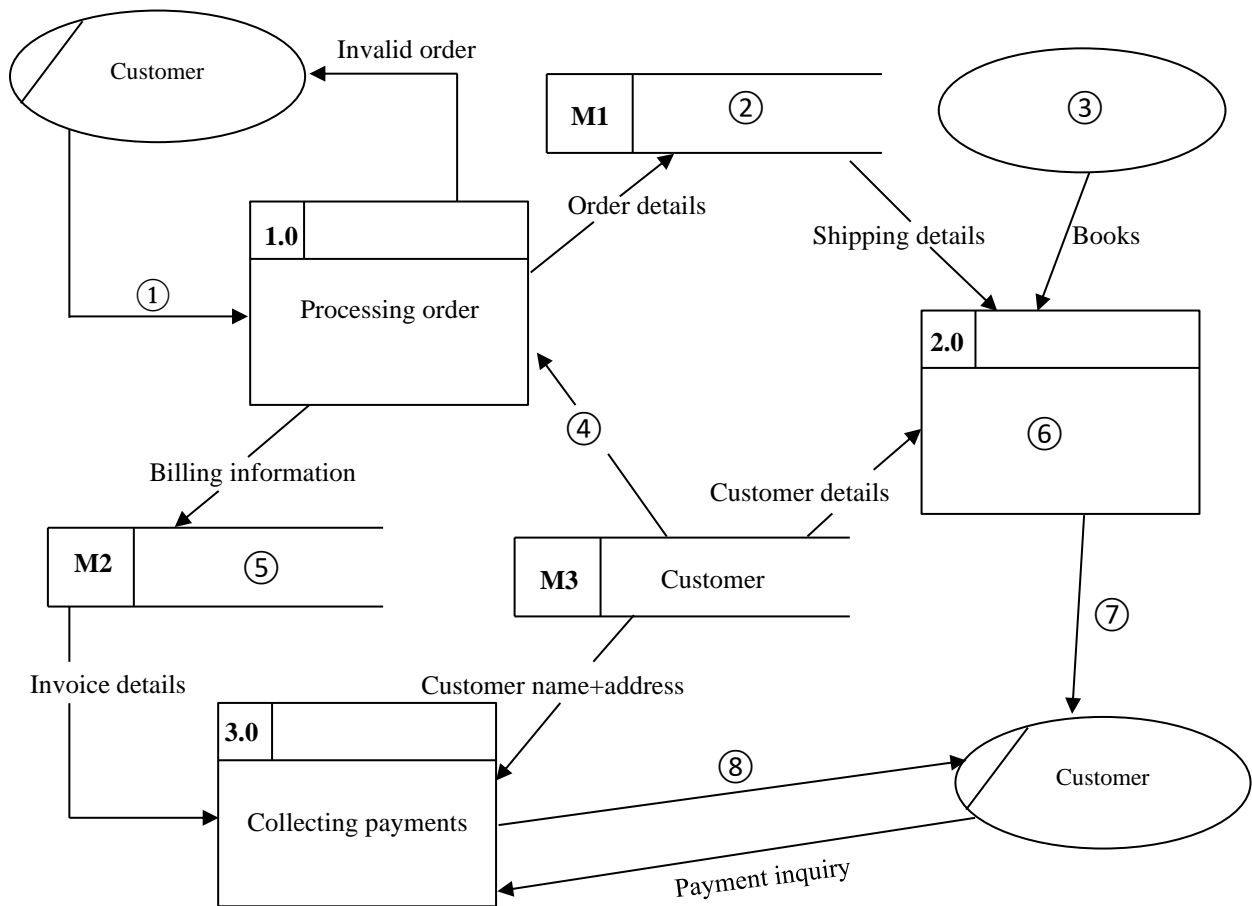 Invalid order
Customer
M1
②
③
Order details
1.0
Shipping details
Books
①
Processing order
2.0
④
⑥
Billing information
Customer details
M2
⑤
M3
Customer
⑦
Invoice details
Customer name+address
3.0
⑧
Customer
Collecting payments
Payment inquiry